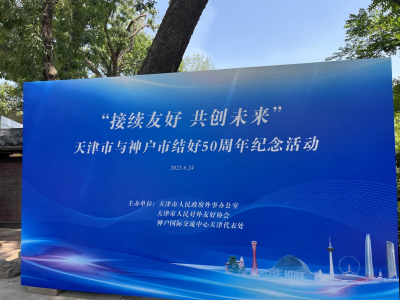 “接续友好 共创未来”
天津市与神户市结好50周年纪念活动
2023.6.24
主办单位：天津市人民政府外事办公室
天津市人民对外友好协会
神户国际交流中心天津代表处